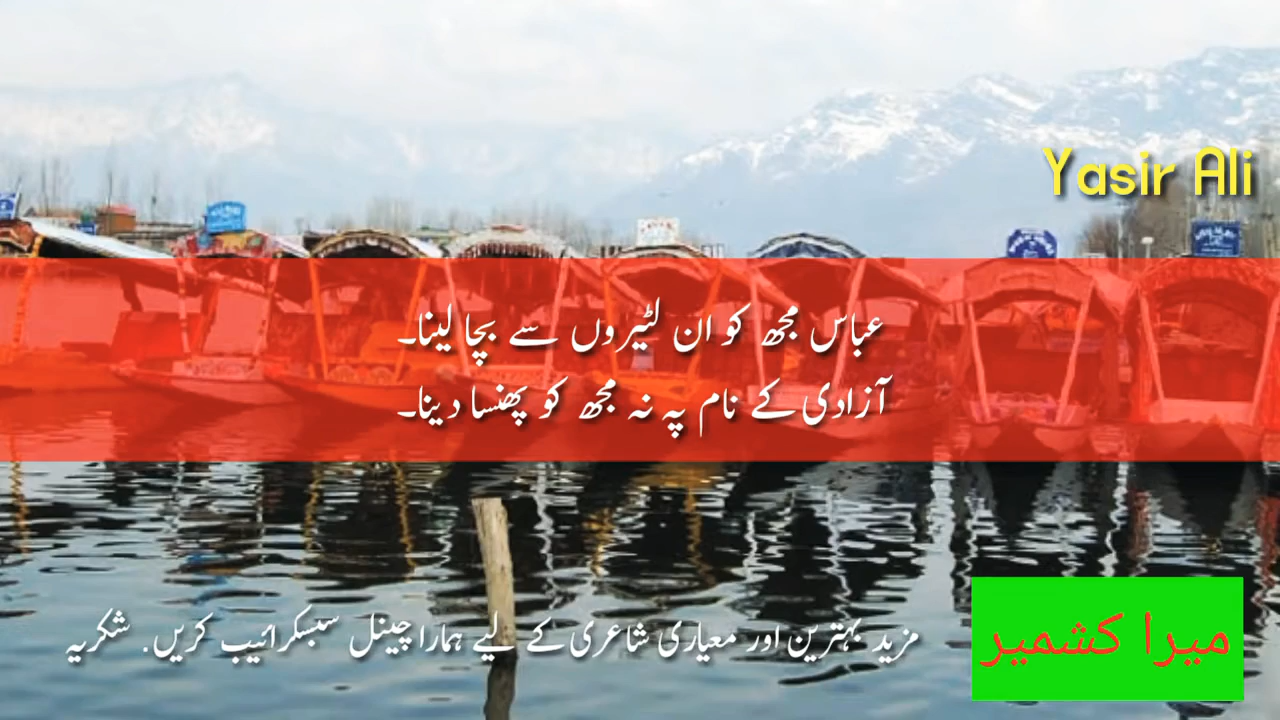 Yasir Ali
عباس مجھ کو ان لٹیروں سے بچا لینا۔
آزادی کے نام پہ نہ مجھ کو پھنسا دینا۔
مزید بہترین اور معیاری شاعری کے لیے ہمارا چینل سبسکرائیب کریں. شکریہ
میرا کشمیر